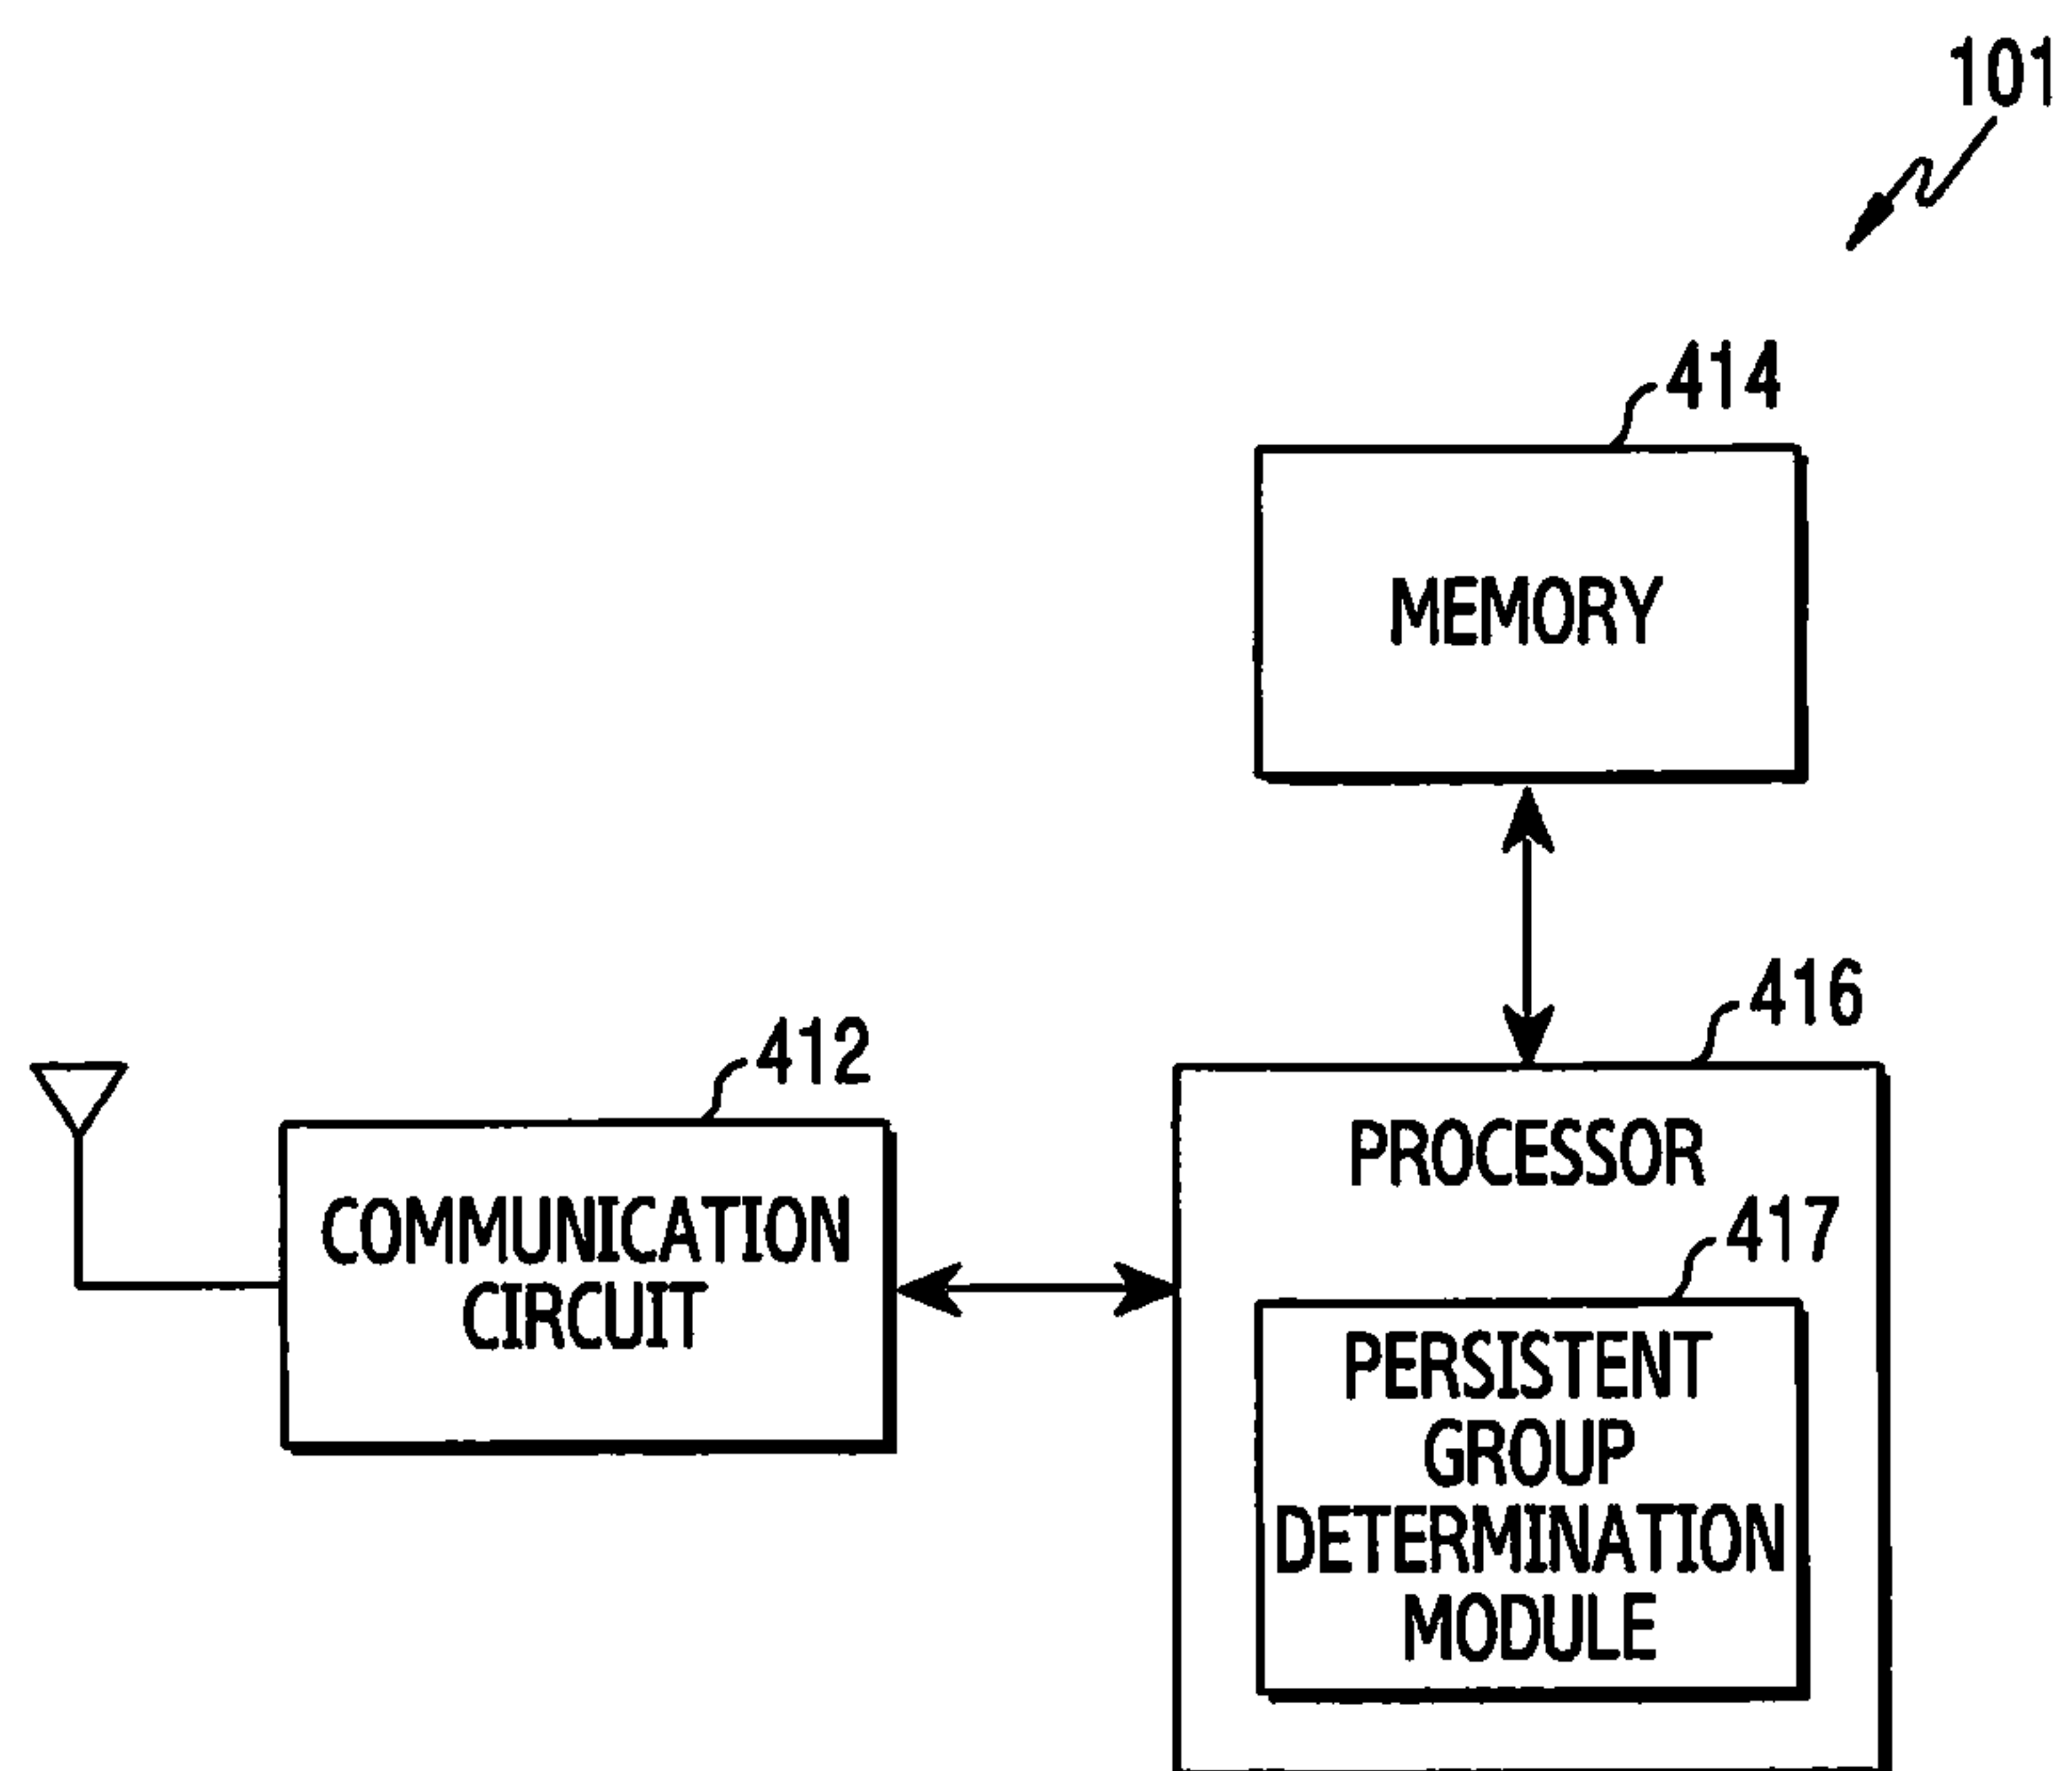 101
414
MEMORY
416
412
PROCESSOR
COMMUNICATION
CIRCUIT
417
PERSISTENT
GROUP
DETERMINATION
MODULE